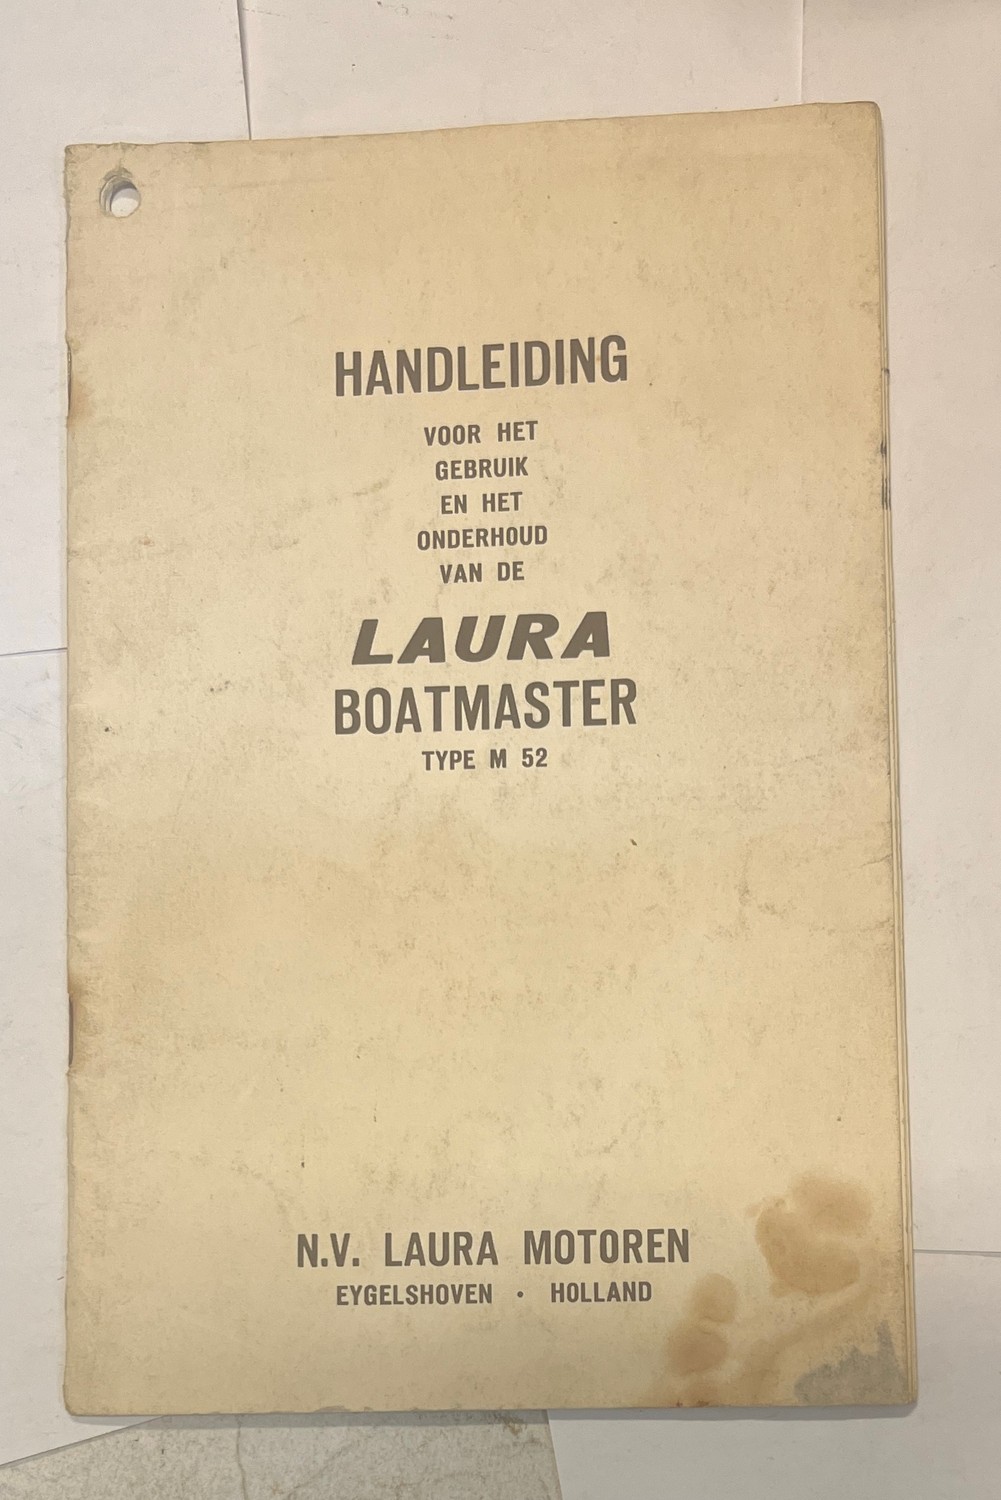 HANDLEIDING
VOOR HET
GEBRUIK
EN HET
ONDERHOUD
VAN DE
LAURA
BOATMASTER
TYPE M 52
N.V. LAURA MOTOREN
EYGELSHOVEN • HOLLAND